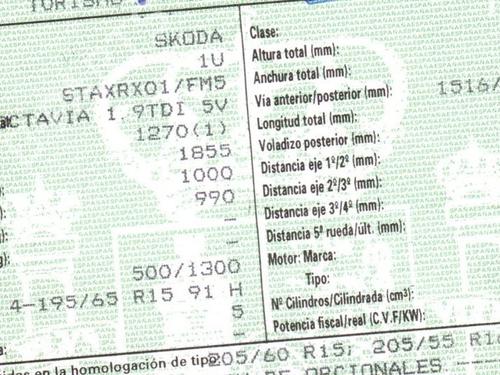 TURISMO
SKODA
1U
STAXRX01/FM5
OCTAVIA 1.9TDI 5V
1270(1)
1855
1000
990
-
-
500/1300
4-195/65 R15 91 H
5
-
Clase:
Altura total (mm):
Anchura total (mm):
Vía anterior/posterior (mm): 1516/
Longitud total (mm):
Voladizo posterior (mm):
Distancia eje 1º/2º (mm):
Distancia eje 2º/3º (mm):
Distancia eje 3º/4º (mm):
Distancia 5ª rueda/últ. (mm):
Motor: Marca:
Tipo:
Nº Cilindros/Cilindrada (cm³):
Potencia fiscal/real (C.V.F/KW):
en la homologación de tipo 205/60 R15; 205/55 R1
OPCIONALES